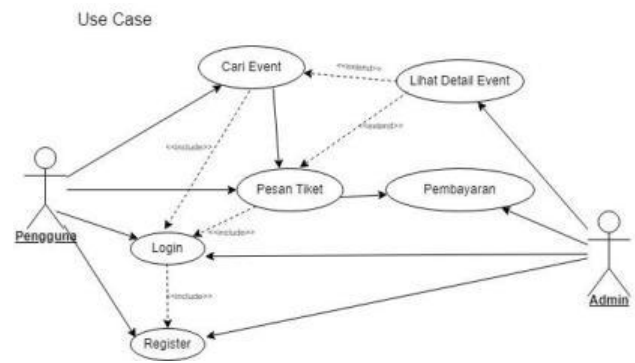 Use Case
Cari Event
<<extend>>
Lihat Detail Event
<<include>>
<<extend>>
Pesan Tiket
Pembayaran
Pengguna
Login
<<include>>
Admin
<<include>>
Register